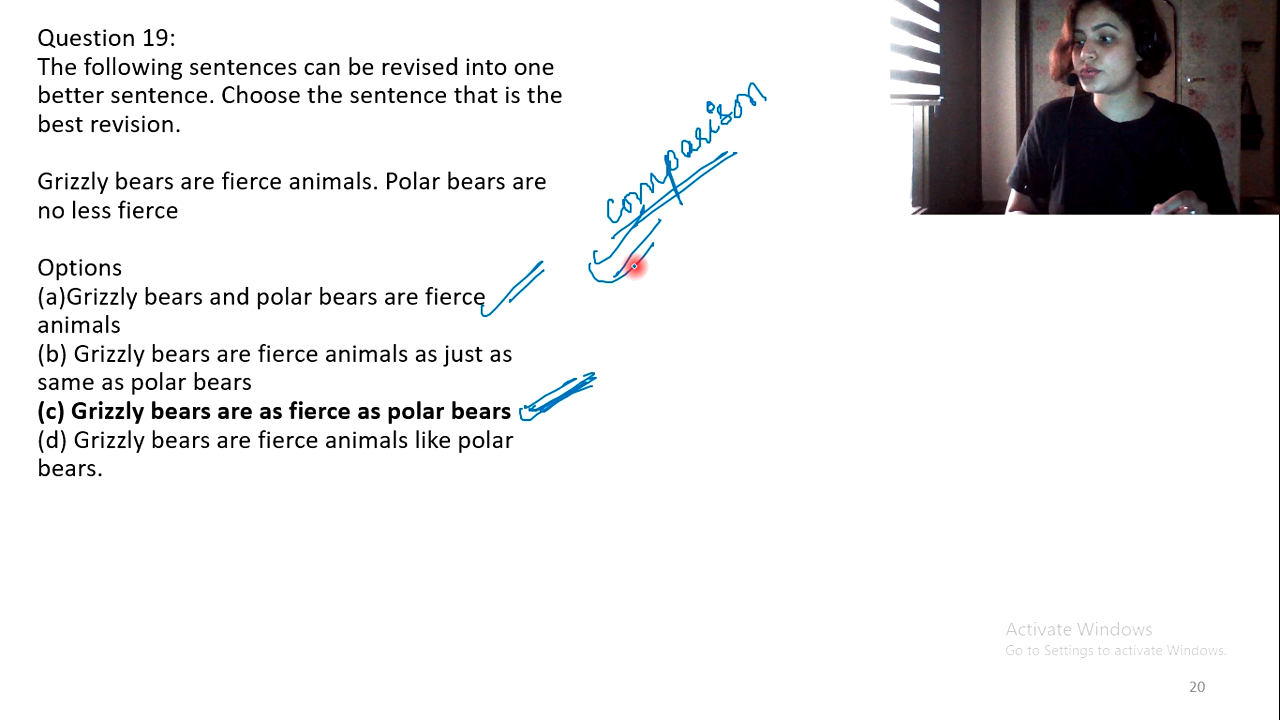 Question 19:
The following sentences can be revised into one
better sentence. Choose the sentence that is the
best revision.
Grizzly bears are fierce animals. Polar bears are
no less fierce
Options
(a)Grizzly bears and polar bears are fierce
animals
(b) Grizzly bears are fierce animals as just as
same as polar bears
(c) Grizzly bears are as fierce as polar bears
(d) Grizzly bears are fierce animals like polar
bears.
comparison
Activate Windows
Go to Settings to activate Windows.
20